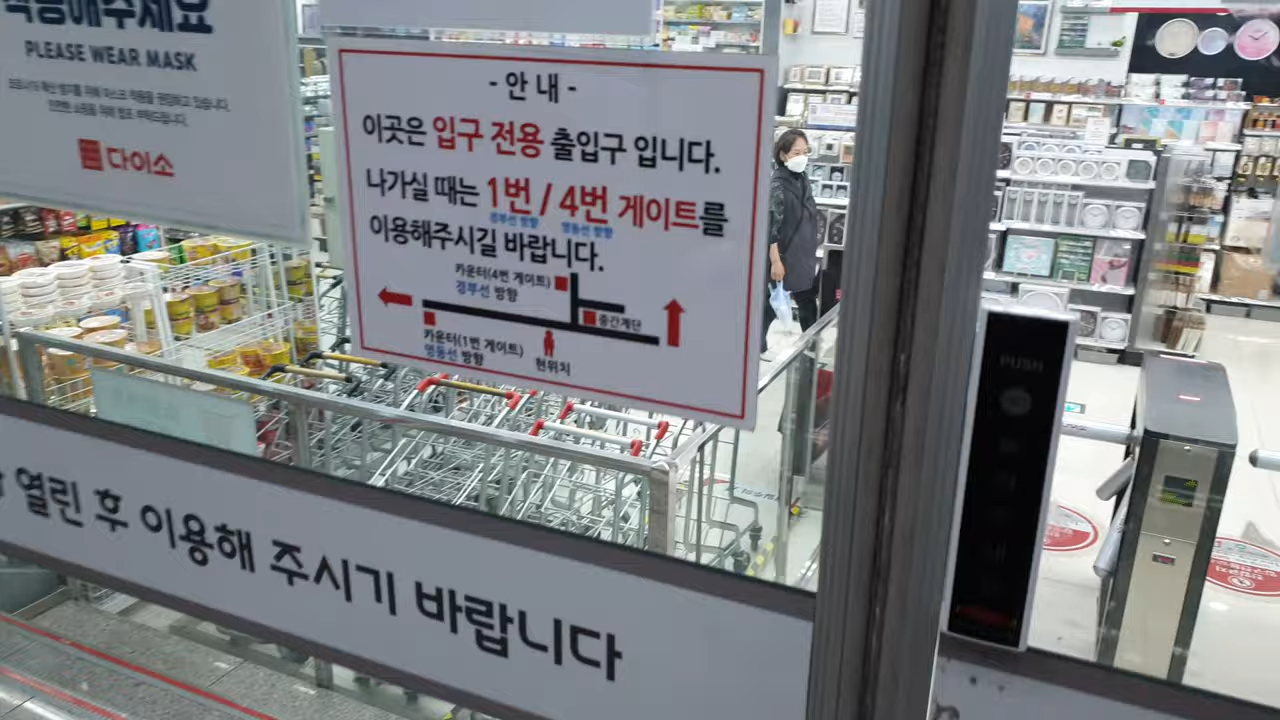 착용해주세요
PLEASE WEAR MASK
다이소
- 안 내 -
이곳은 입구 전용 출입구 입니다.
나가실 때는 1번 / 4번 게이트를
경부선 방향 영동선 방향
이용해주시길 바랍니다.
카운터(4번 게이트)
경부선 방향
중간계단
카운터(1번 게이트)
영동선 방향
현위치
열린 후 이용해 주시기 바랍니다
PUSH